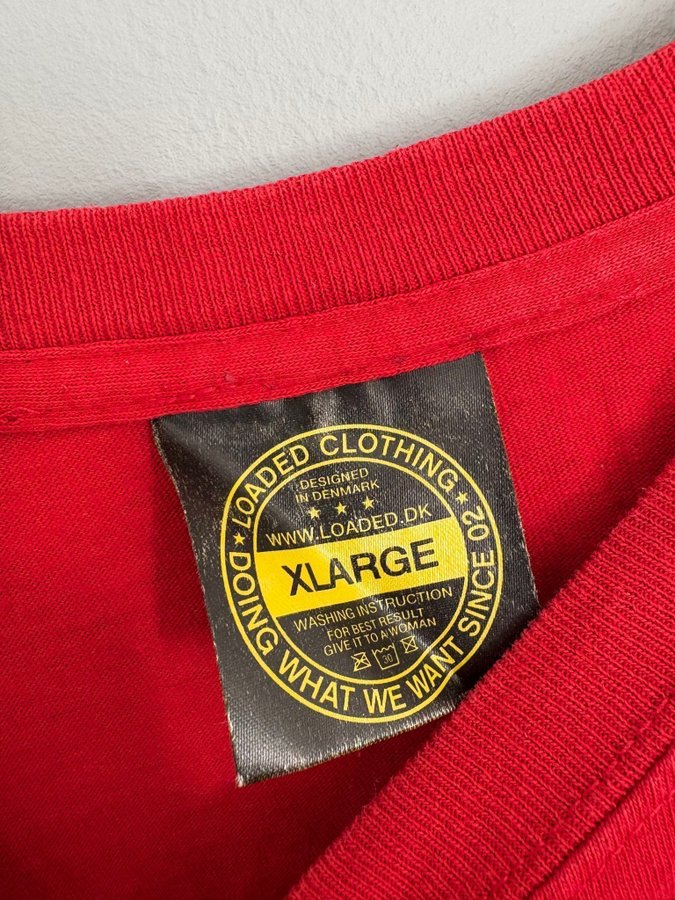 LOADED CLOTHING
DESIGNED
IN DENMARK
WWW.LOADED.DK
XLARGE
WASHING INSTRUCTION
FOR BEST RESULT
GIVE IT TO A WOMAN
30
DOING WHAT WE WANT SINCE 02